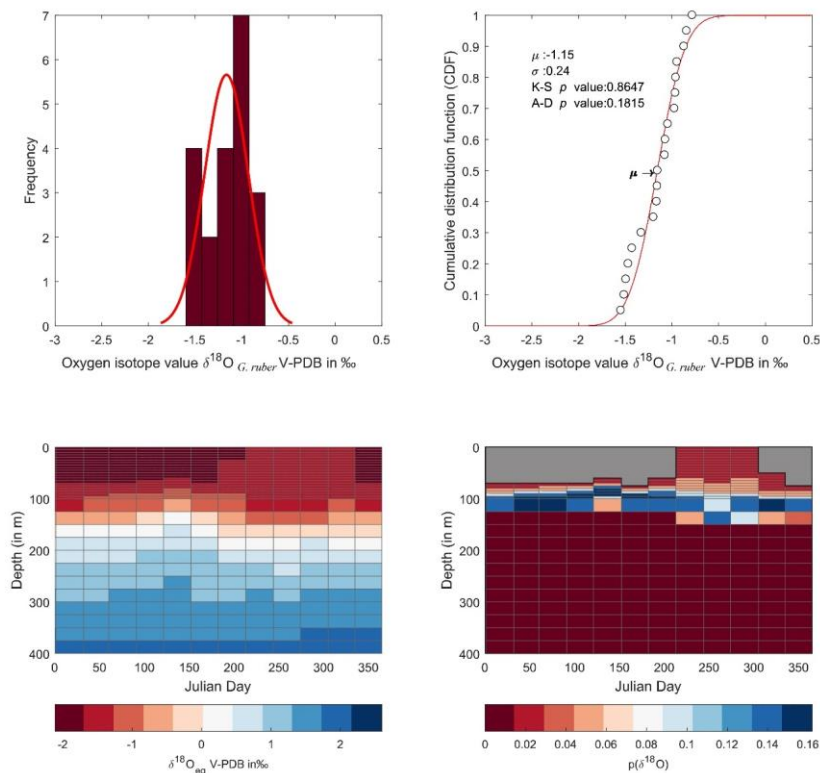 7
6
5
4
3
2
1
0
Frequency
-3 -2.5 -2 -1.5 -1 -0.5 0 0.5
Oxygen isotope value δ18O G. ruber V-PDB in ‰
1
0.9
0.8
0.7
0.6
0.5
0.4
0.3
0.2
0.1
0
Cumulative distribution function (CDF)
μ :-1.15
σ :0.24
K-S p value:0.8647
A-D p value:0.1815
μ→
-3 -2.5 -2 -1.5 -1 -0.5 0 0.5
Oxygen isotope value δ18O G. ruber V-PDB in ‰
0
100
200
300
400
Depth (in m)
0 50 100 150 200 250 300 350
Julian Day
-2 -1 0 1 2
δ18Oeq V-PDB in‰
0
100
200
300
400
Depth (in m)
0 50 100 150 200 250 300 350
Julian Day
0 0.02 0.04 0.06 0.08 0.1 0.12 0.14 0.16
p(δ18O)